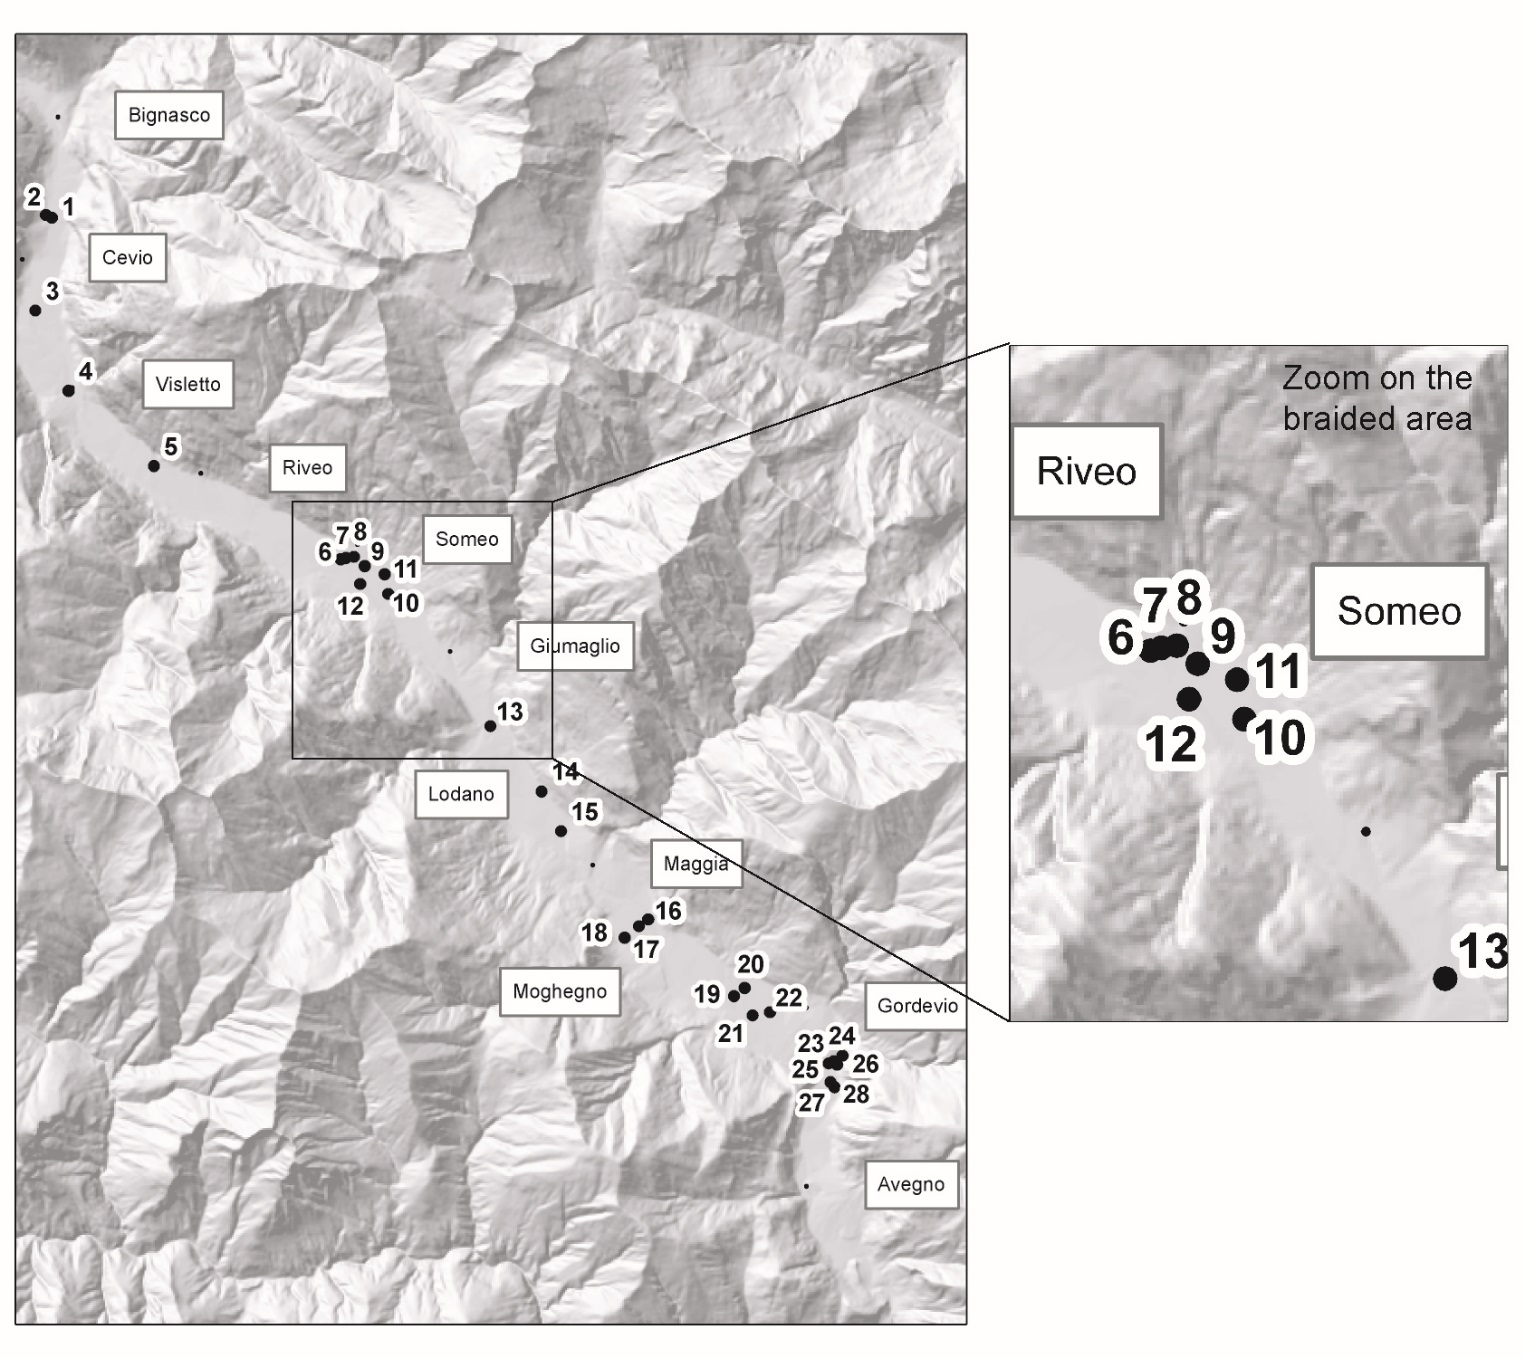 Bignasco
2
1
Cevio
3
4
Visletto
5
Riveo
7
8
6
9
Someo
11
12
10
Giumaglio
13
14
Lodano
15
Maggia
16
18
17
20
Moghegno
19
22
Gordevio
21
24
23
26
25
28
27
Avegno
Zoom on the
braided area
Riveo
7
8
Someo
6
9
11
12
10
13